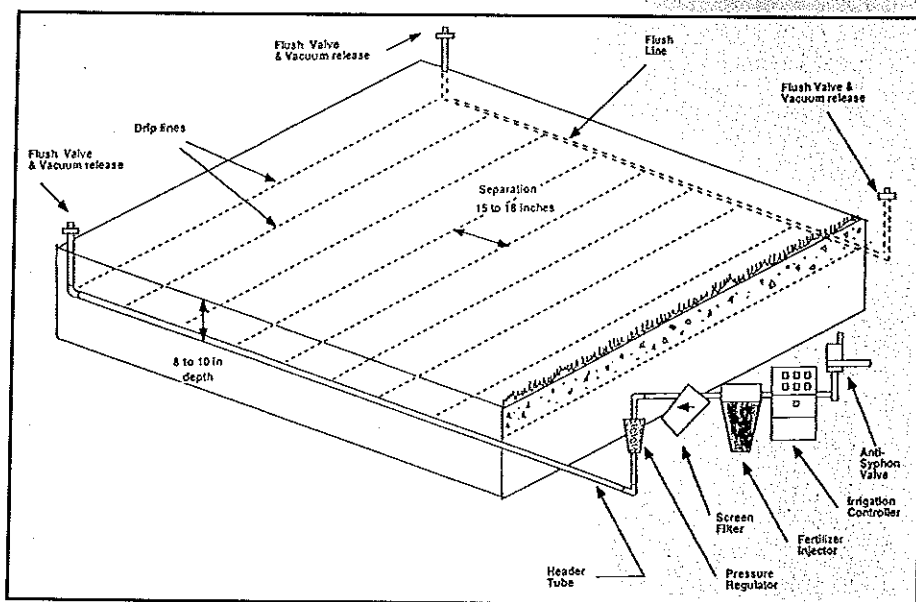 Flush Valve
& Vacuum release
Flush
Line
Flush Valve &
Vacuum release
Drip lines
Flush Valve
& Vacuum release
Separation
15 to 18 inches
8 to 10 in
depth
Anti-
Syphon
Valve
Irrigation
Controller
Screen
Filter
Fertilizer
Injector
Header
Tube
Pressure
Regulator